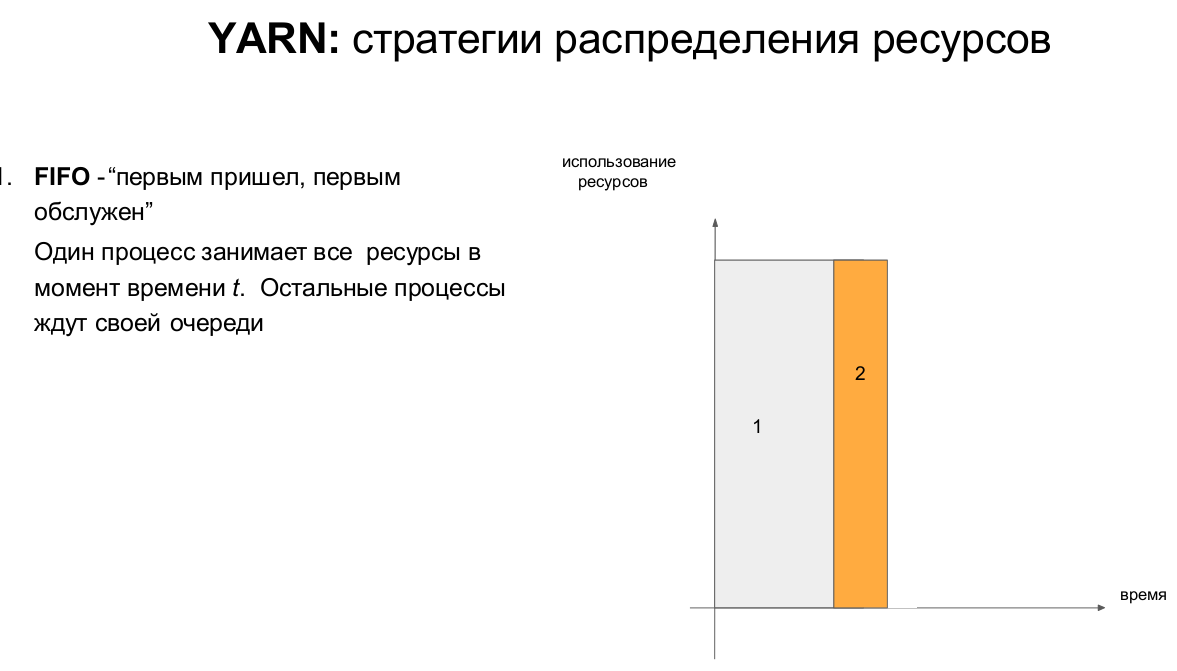 YARN: стратегии распределения ресурсов
1. FIFO - “первым пришел, первым
обслужен”
Один процесс занимает все ресурсы в
момент времени t. Остальные процессы
ждут своей очереди
использование
ресурсов
2
1
время